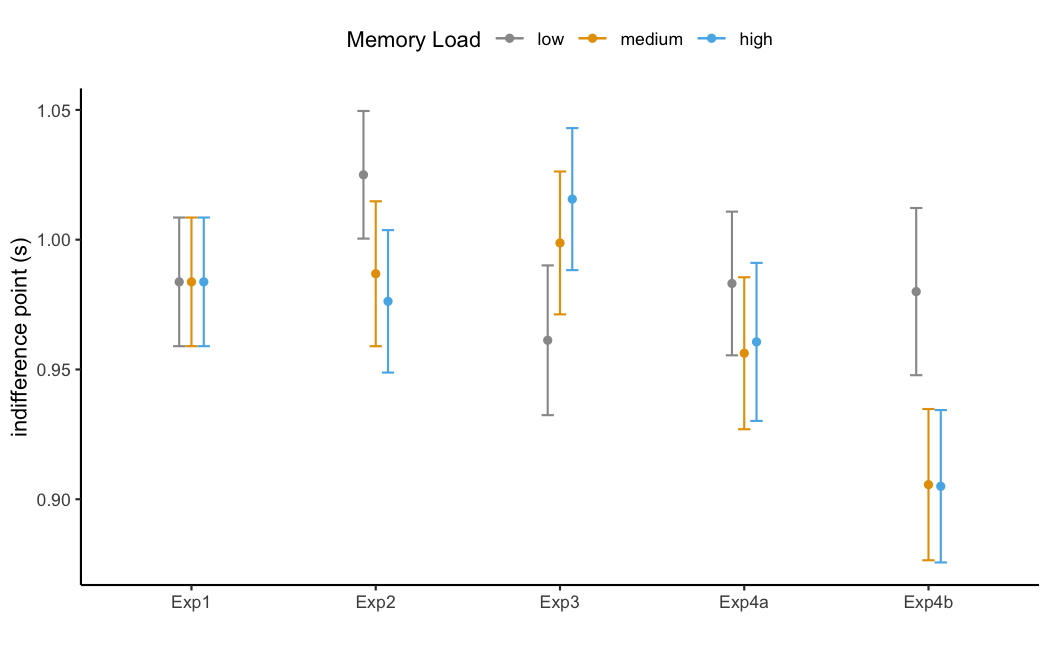 Memory Load low medium high
1.05
1.00
0.95
0.90
indifference point (s)
Exp1 Exp2 Exp3 Exp4a Exp4b